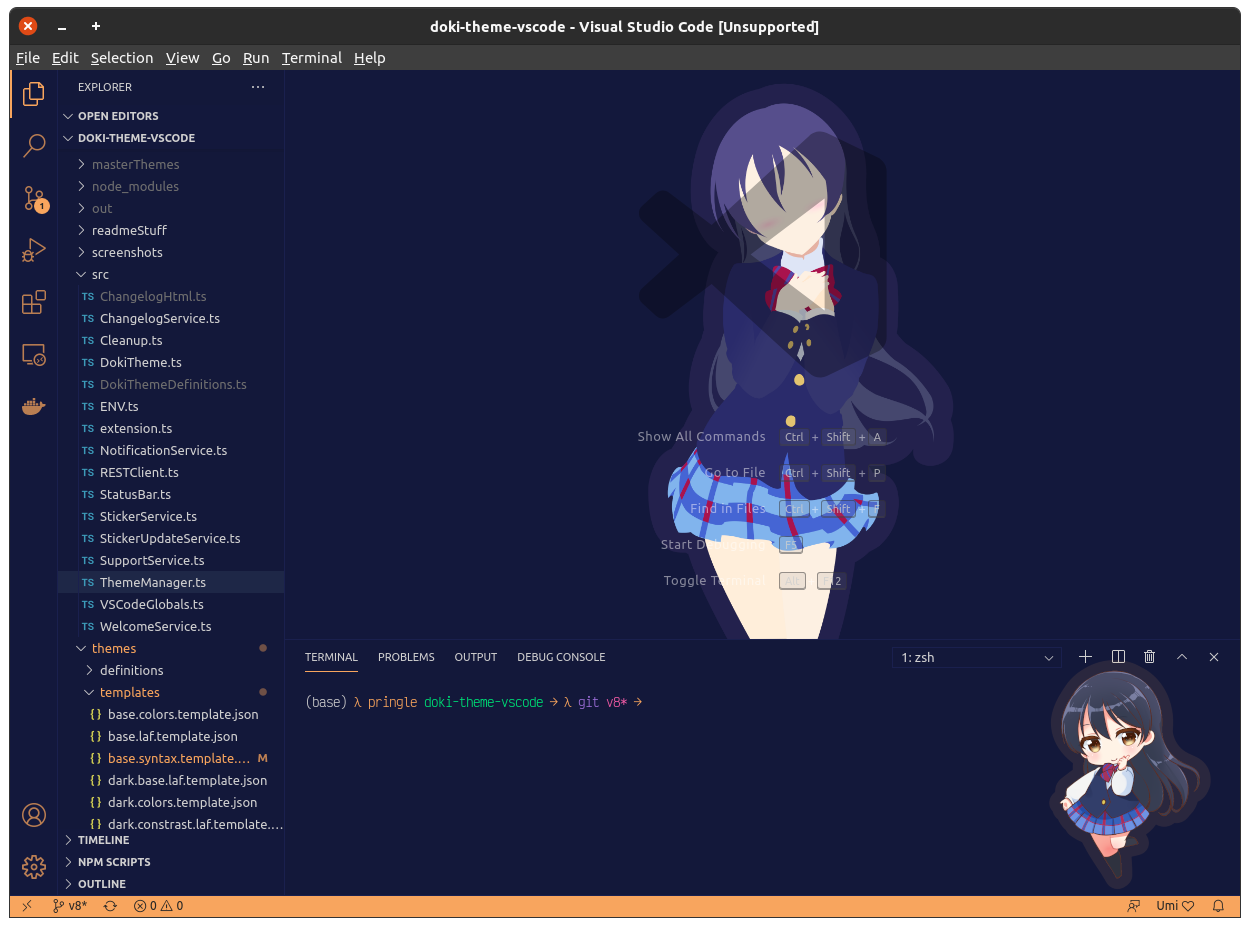 doki-theme-vscode - Visual Studio Code [Unsupported]
File Edit Selection View Go Run Terminal Help
EXPLORER
OPEN EDITORS
DOKI-THEME-VSCODE
masterThemes
node_modules
out
readmeStuff
screenshots
src
TS ChangelogHtml.ts
TS ChangelogService.ts
TS Cleanup.ts
TS DokiTheme.ts
TS DokiThemeDefinitions.ts
TS ENV.ts
TS extension.ts
TS NotificationService.ts
TS RESTClient.ts
TS StatusBar.ts
TS StickerService.ts
TS StickerUpdateService.ts
TS SupportService.ts
TS ThemeManager.ts
TS VSCodeGlobals.ts
TS WelcomeService.ts
themes
definitions
templates
{} base.colors.template.json
{} base.laf.template.json
{} base.syntax.template.... M
{} dark.base.laf.template.json
{} dark.colors.template.json
{} dark.constrast.laf.template....
TIMELINE
NPM SCRIPTS
OUTLINE
1
Show All Commands Ctrl + Shift + A
Go to File Ctrl + Shift + P
Find in Files Ctrl + Shift + F
Start Debugging F5
Toggle Terminal Alt F12
TERMINAL PROBLEMS OUTPUT DEBUG CONSOLE 1: zsh
(base) λ pringle doki-theme-vscode → λ git v8* →
v8* 0 0 Umi ♡